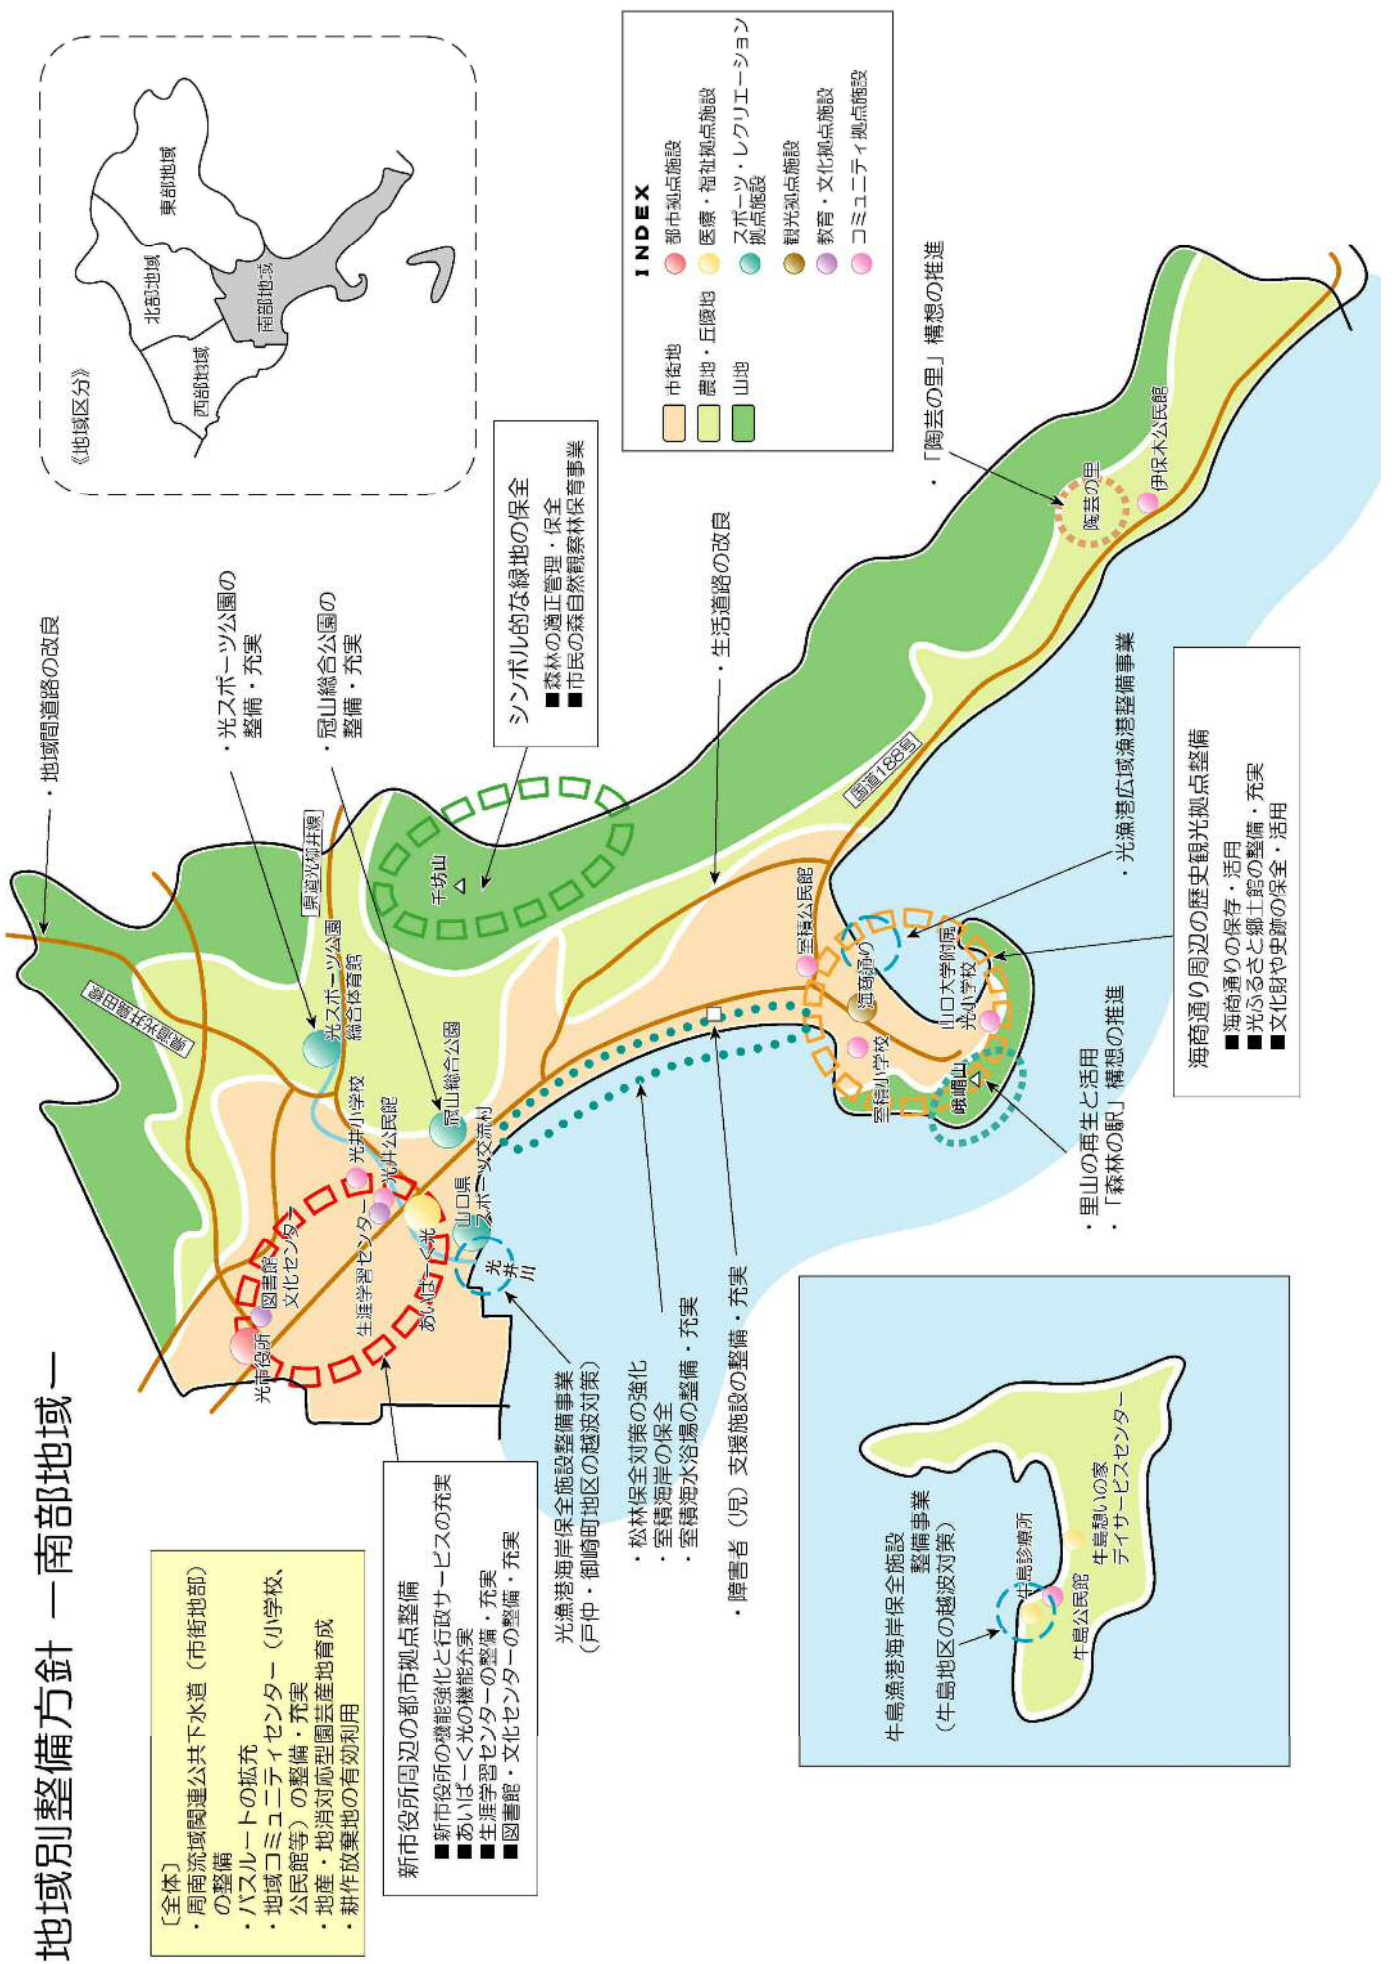 地域別整備方針 ー南部地域ー
〔全体〕
・周南流域関連公共下水道（市街地部）
の整備
・バスルートの拡充
・地域コミュニティセンター（小学校、
公民館等）の整備・充実
・地産・地消対応型園芸産地育成
・耕作放棄地の有効利用
新市役所周辺の都市拠点整備
■新市役所の機能強化と行政サービスの充実
■あいぱーく光の機能充実
■生涯学習センターの整備・充実
■図書館・文化センターの整備・充実
光漁港海岸保全施設整備事業
（戸仲・御崎町地区の越波対策）
・松林保全対策の強化
・室積海岸の保全
・室積海水浴場の整備・充実
・障害者（児）支援施設の整備・充実
牛島漁港海岸保全施設
整備事業
（牛島地区の越波対策）
牛島診療所
牛島公民館
牛島憩いの家
デイサービスセンター
・地域間道路の改良
・光スポーツ公園の
整備・充実
・冠山総合公園の
整備・充実
シンボル的な緑地の保全
■森林の適正管理・保全
■市民の森自然観察林保育事業
・生活道路の改良
・「陶芸の里」構想の推進
・光漁港広域漁港整備事業
海商通り周辺の歴史観光拠点整備
■海商通りの保存・活用
■光ふるさと郷土館の整備・充実
■文化財や史跡の保全・活用
・里山の再生と活用
・「森林の駅」構想の推進
県道光井島田線
県道光柳井線
国道188号
光市役所
図書館
文化センター
生涯学習センター
光井小学校
光井公民館
あいぱーく光
山口県
スポーツ交流村
光井川
光スポーツ公園
総合体育館
冠山総合公園
千坊山
室積公民館
海商通り
室積小学校
山口大学附属
光小学校
峨嵋山
陶芸の里
伊保木公民館
《地域区分》
北部地域
東部地域
西部地域
南部地域
INDEX
市街地
農地・丘陵地
山地
都市拠点施設
医療・福祉拠点施設
スポーツ・レクリエーション
拠点施設
観光拠点施設
教育・文化拠点施設
コミュニティ拠点施設